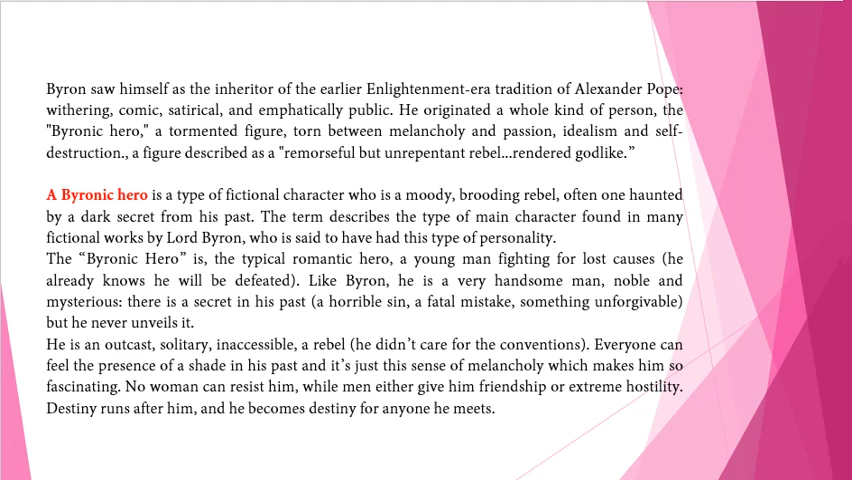 Byron saw himself as the inheritor of the earlier Enlightenment-era tradition of Alexander Pope:
withering, comic, satirical, and emphatically public. He originated a whole kind of person, the
"Byronic hero," a tormented figure, torn between melancholy and passion, idealism and self-
destruction., a figure described as a "remorseful but unrepentant rebel...rendered godlike.”
A Byronic hero is a type of fictional character who is a moody, brooding rebel, often one haunted
by a dark secret from his past. The term describes the type of main character found in many
fictional works by Lord Byron, who is said to have had this type of personality.
The “Byronic Hero” is, the typical romantic hero, a young man fighting for lost causes (he
already knows he will be defeated). Like Byron, he is a very handsome man, noble and
mysterious: there is a secret in his past (a horrible sin, a fatal mistake, something unforgivable)
but he never unveils it.
He is an outcast, solitary, inaccessible, a rebel (he didn’t care for the conventions). Everyone can
feel the presence of a shade in his past and it’s just this sense of melancholy which makes him so
fascinating. No woman can resist him, while men either give him friendship or extreme hostility.
Destiny runs after him, and he becomes destiny for anyone he meets.